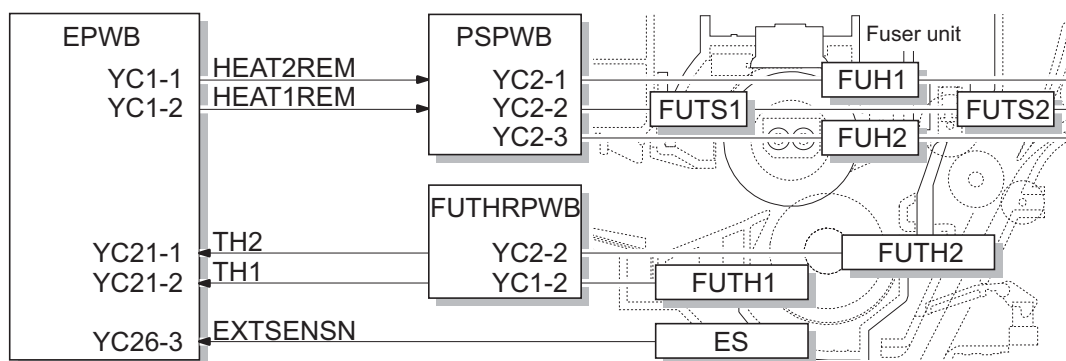 EPWB
YC1-1
YC1-2
YC21-1
YC21-2
YC26-3
HEAT2REM
HEAT1REM
TH2
TH1
EXTSENSN
PSPWB
YC2-1
YC2-2
YC2-3
FUTHRPWB
YC2-2
YC1-2
Fuser unit
FUH1
FUTS1
FUTS2
FUH2
FUTH2
FUTH1
ES